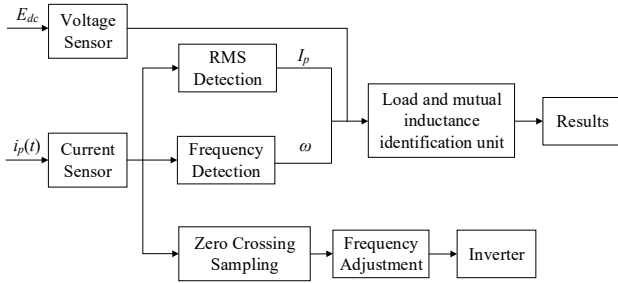 E_dc
Voltage
Sensor
RMS
Detection
I_p
Load and mutual
inductance
identification unit
Results
i_p(t)
Current
Sensor
Frequency
Detection
ω
Zero Crossing
Sampling
Frequency
Adjustment
Inverter